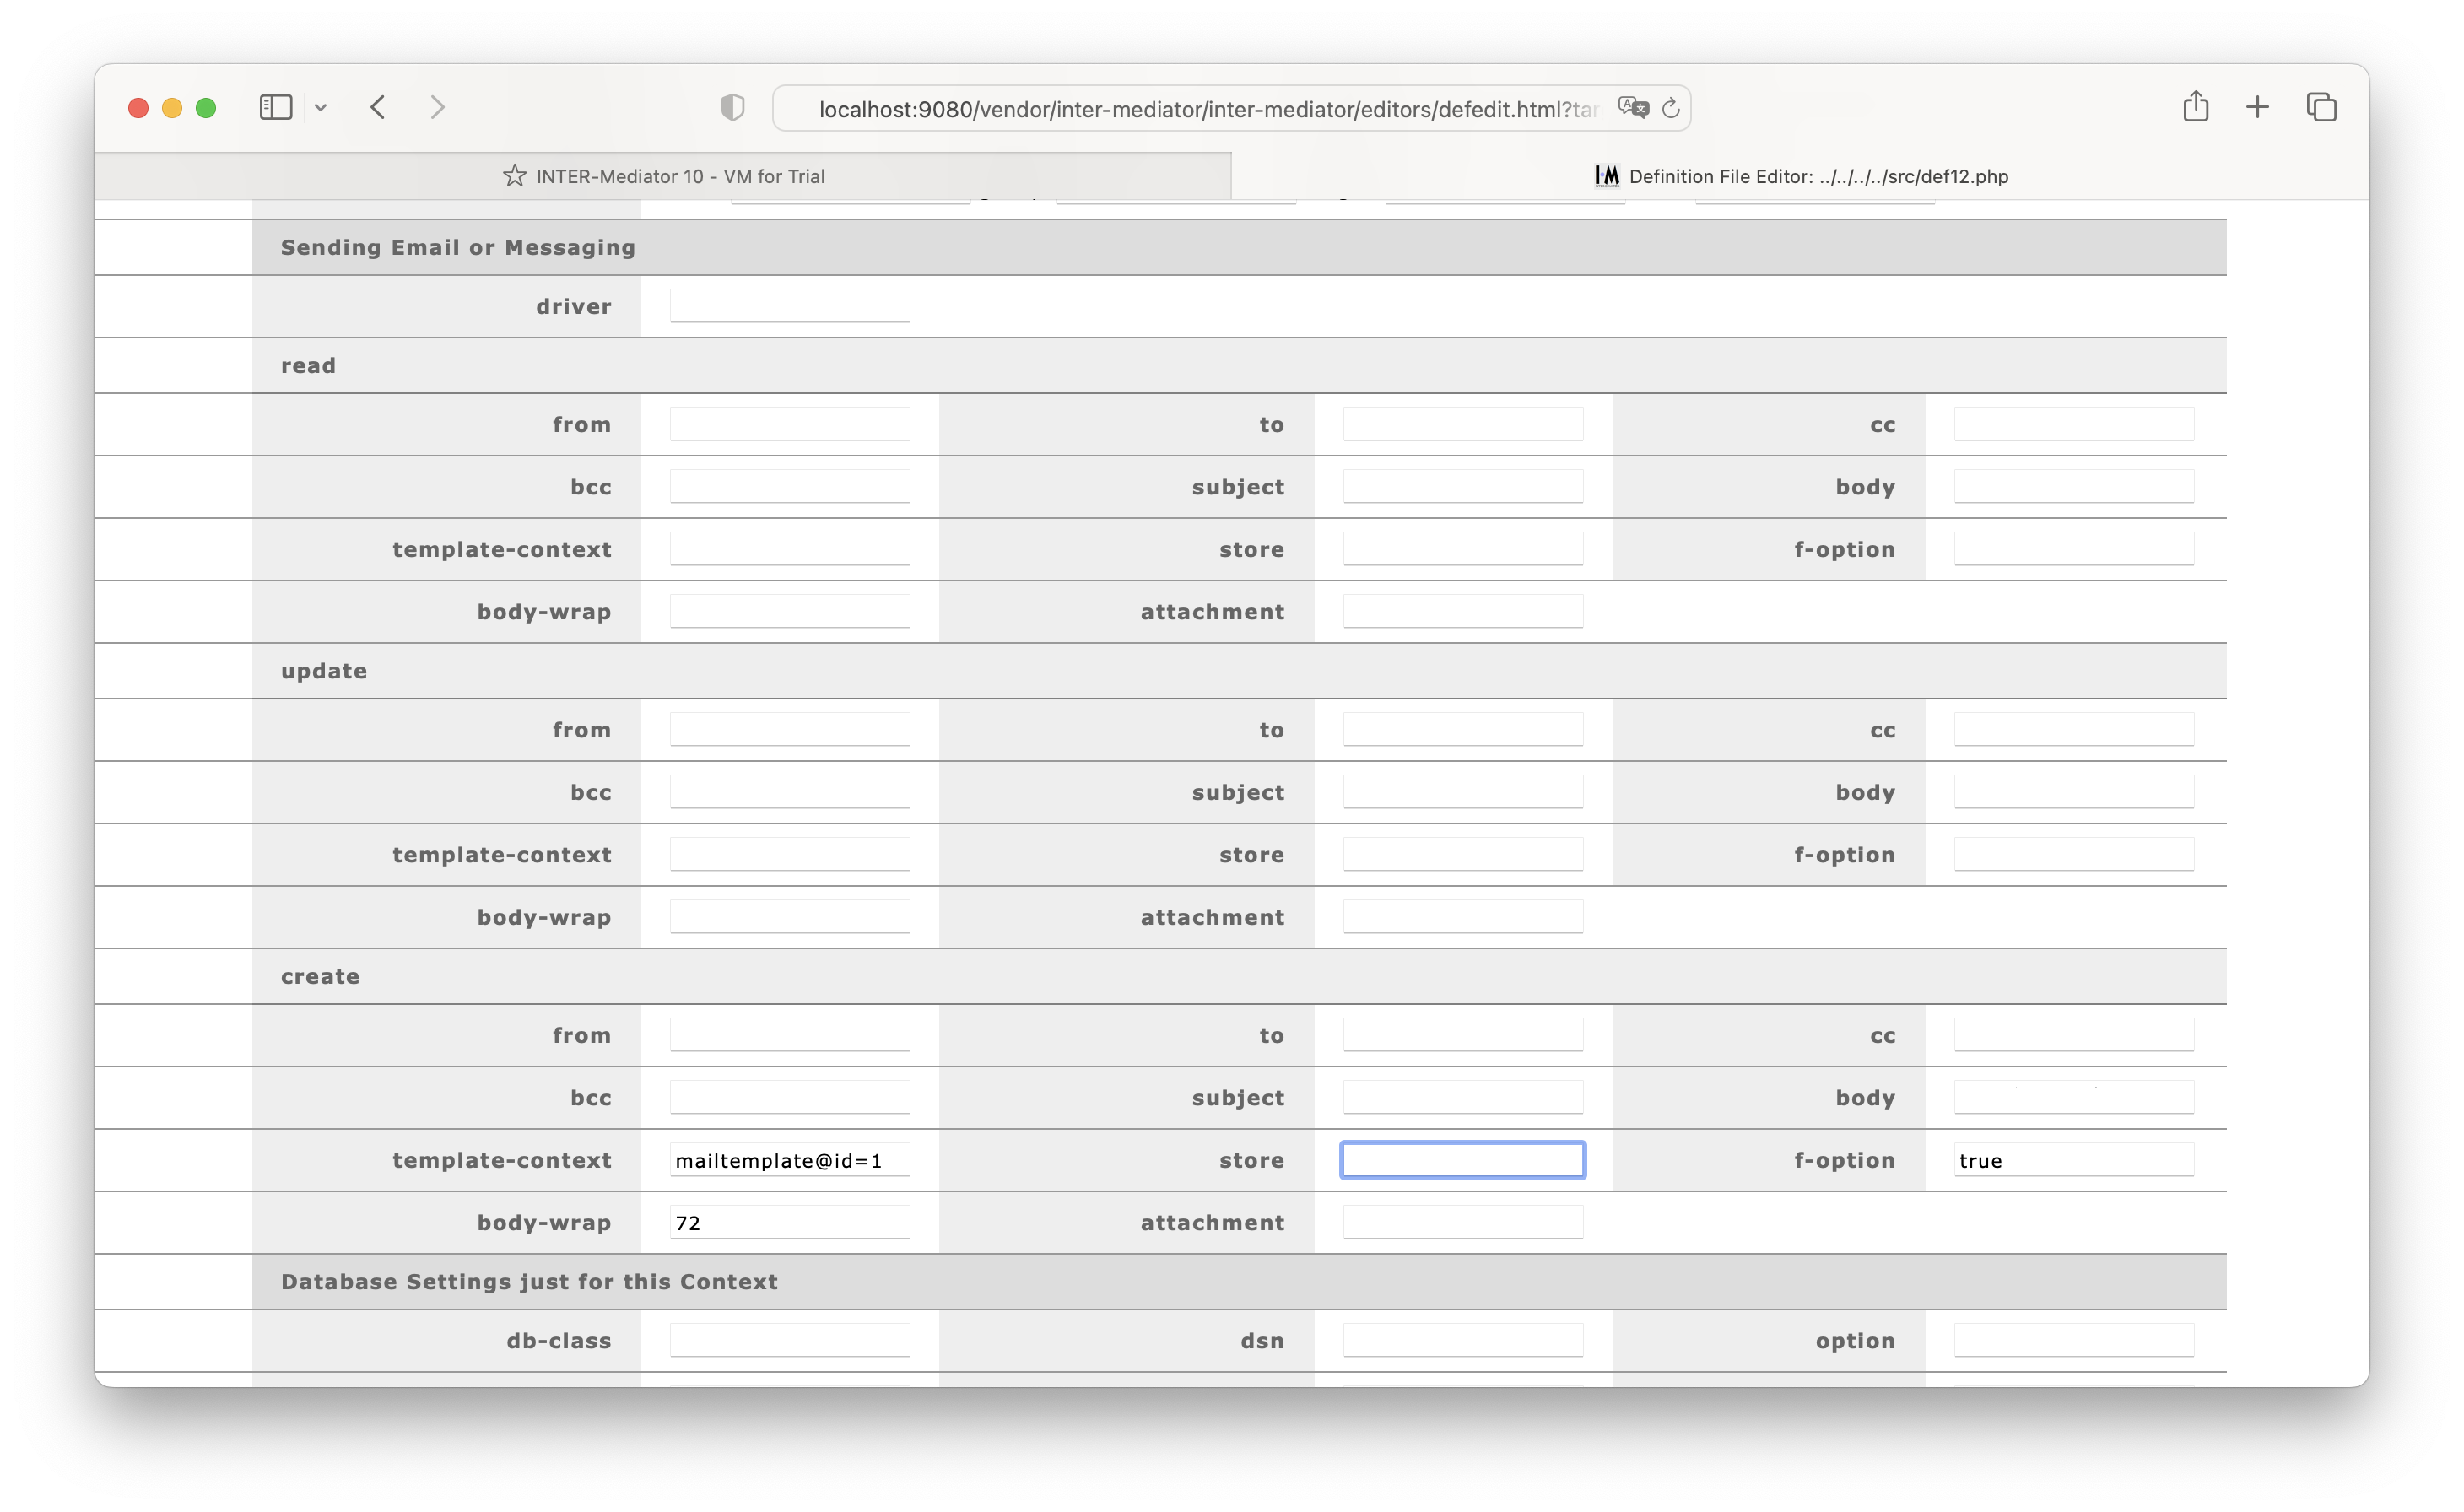 localhost:9080/vendor/inter-mediator/inter-mediator/editors/defedit.html?tar
INTER-Mediator 10 - VM for Trial
Definition File Editor: ../../../../src/def12.php
Sending Email or Messaging
driver
read
from to cc
bcc subject body
template-context store f-option
body-wrap attachment
update
from to cc
bcc subject body
template-context store f-option
body-wrap attachment
create
from to cc
bcc subject body
template-context mailtemplate@id=1 store f-option true
body-wrap 72 attachment
Database Settings just for this Context
db-class dsn option